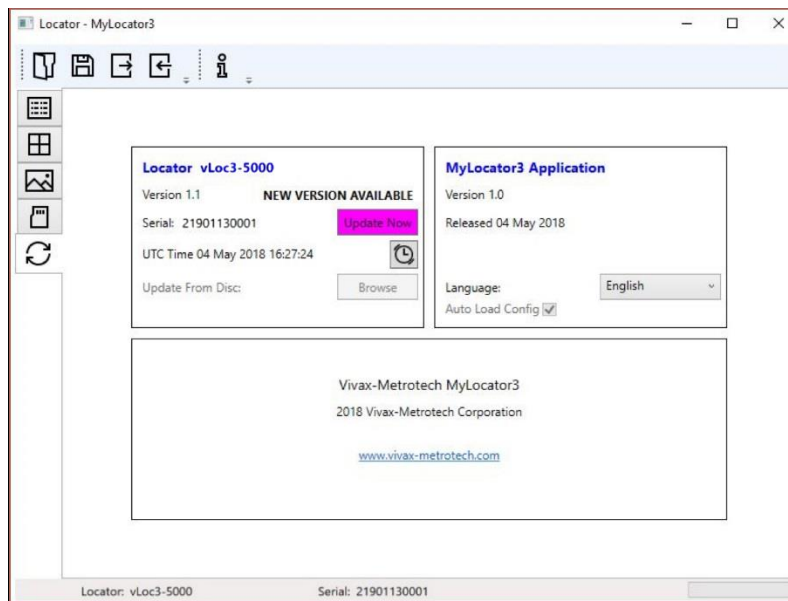 Locator - MyLocator3
Locator vLoc3-5000
Version 1.1 NEW VERSION AVAILABLE
Serial: 21901130001 Update Now
UTC Time 04 May 2018 16:27:24
Update From Disc: Browse
MyLocator3 Application
Version 1.0
Released 04 May 2018
Language: English
Auto Load Config
Vivax-Metrotech MyLocator3
2018 Vivax-Metrotech Corporation
www.vivax-metrotech.com
Locator: vLoc3-5000 Serial: 21901130001